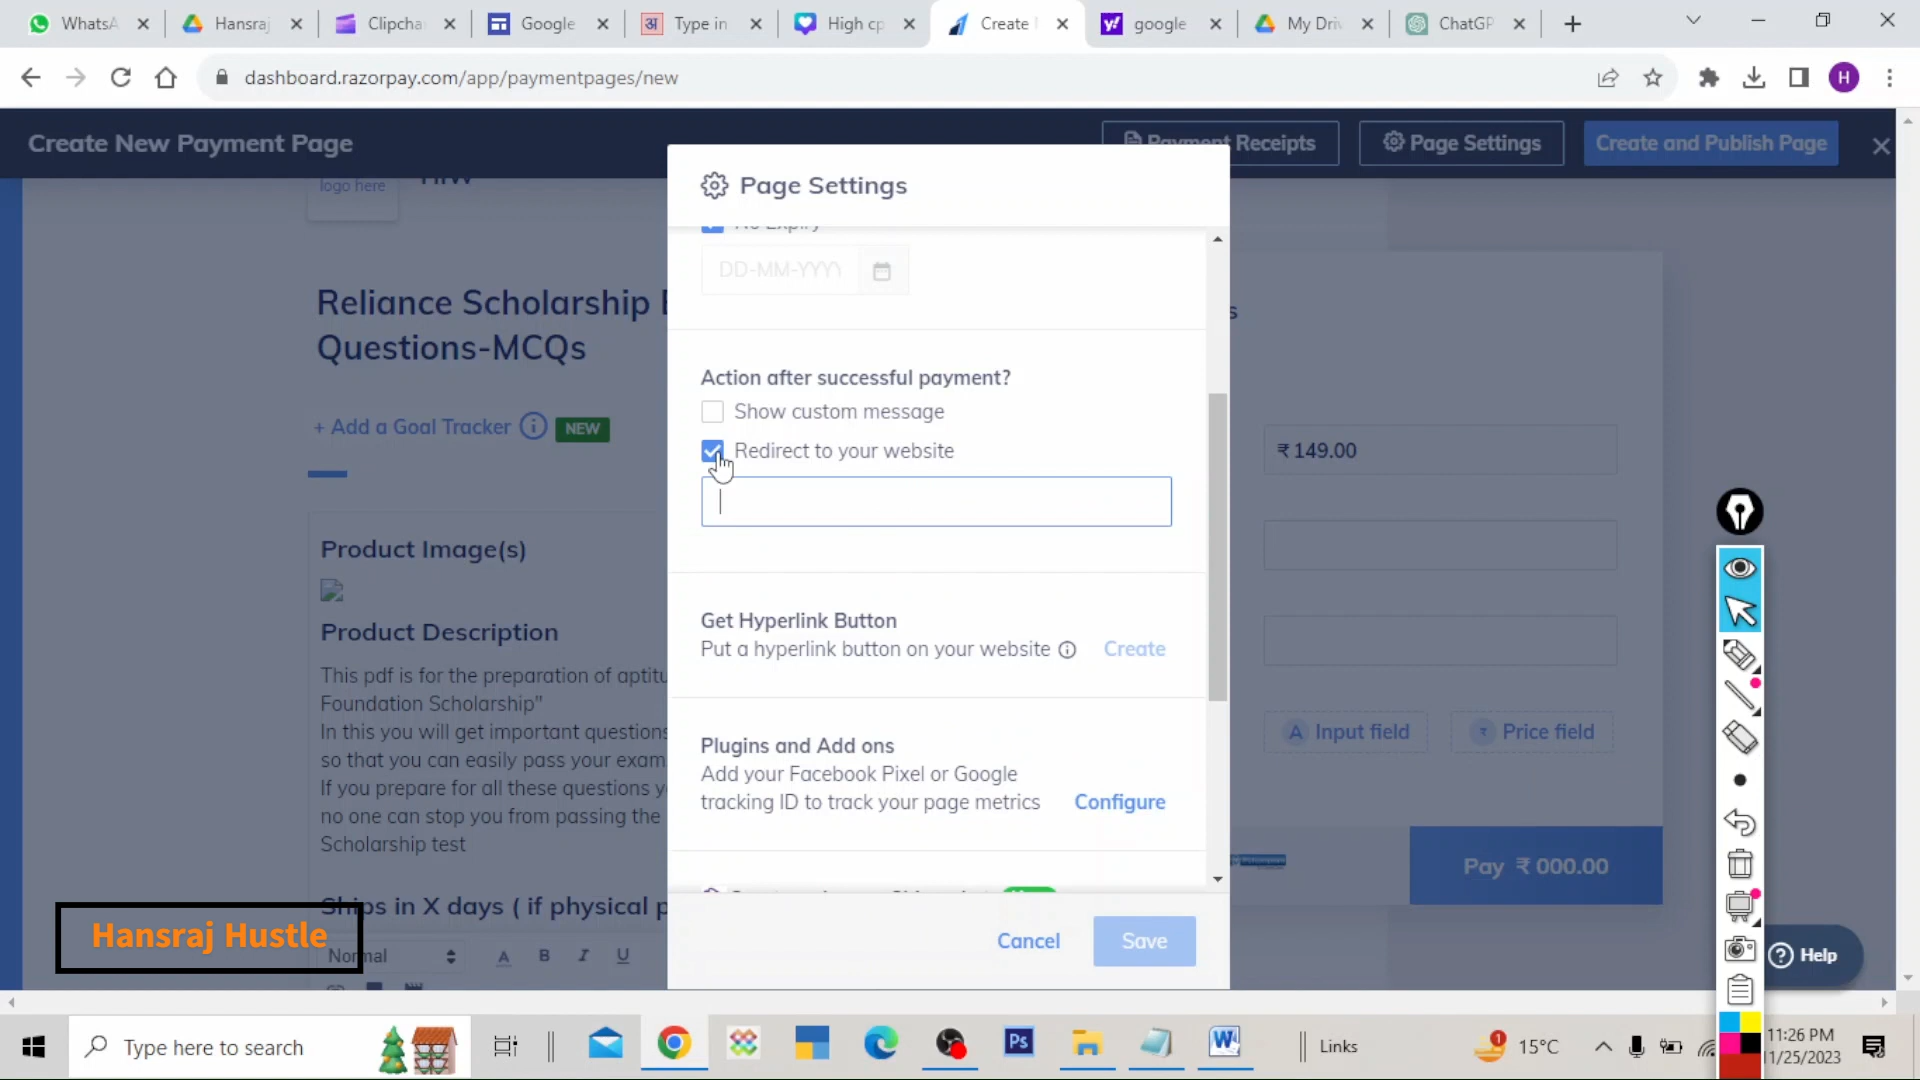 WhatsA
Hansraj
Clipcha
Google
Type in
High cp
Create
google
My Driv
ChatGP
dashboard.razorpay.com/app/paymentpages/new
H
Create New Payment Page
Payment Receipts
Page Settings
Create and Publish Page
logo here
Page Settings
No Expiry
DD-MM-YYYY
Reliance Scholarship
Questions-MCQs
Action after successful payment?
Show custom message
+ Add a Goal Tracker
NEW
Redirect to your website
₹ 149.00
Product Image(s)
Product Description
This pdf is for the preparation of aptitu
Foundation Scholarship"
In this you will get important questions
so that you can easily pass your exam
If you prepare for all these questions y
no one can stop you from passing the
Scholarship test
Get Hyperlink Button
Put a hyperlink button on your website
Create
Plugins and Add ons
Add your Facebook Pixel or Google
tracking ID to track your page metrics
Configure
A Input field
₹ Price field
Pay ₹ 000.00
Ships in X days ( if physical p
Hansraj Hustle
Normal
A B I U
Cancel
Save
Help
Type here to search
Ps
W
Links
1
15°C
11:26 PM
11/25/2023